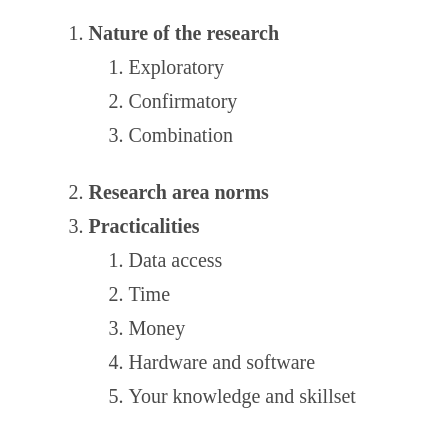 1. Nature of the research
1. Exploratory
2. Confirmatory
3. Combination
2. Research area norms
3. Practicalities
1. Data access
2. Time
3. Money
4. Hardware and software
5. Your knowledge and skillset